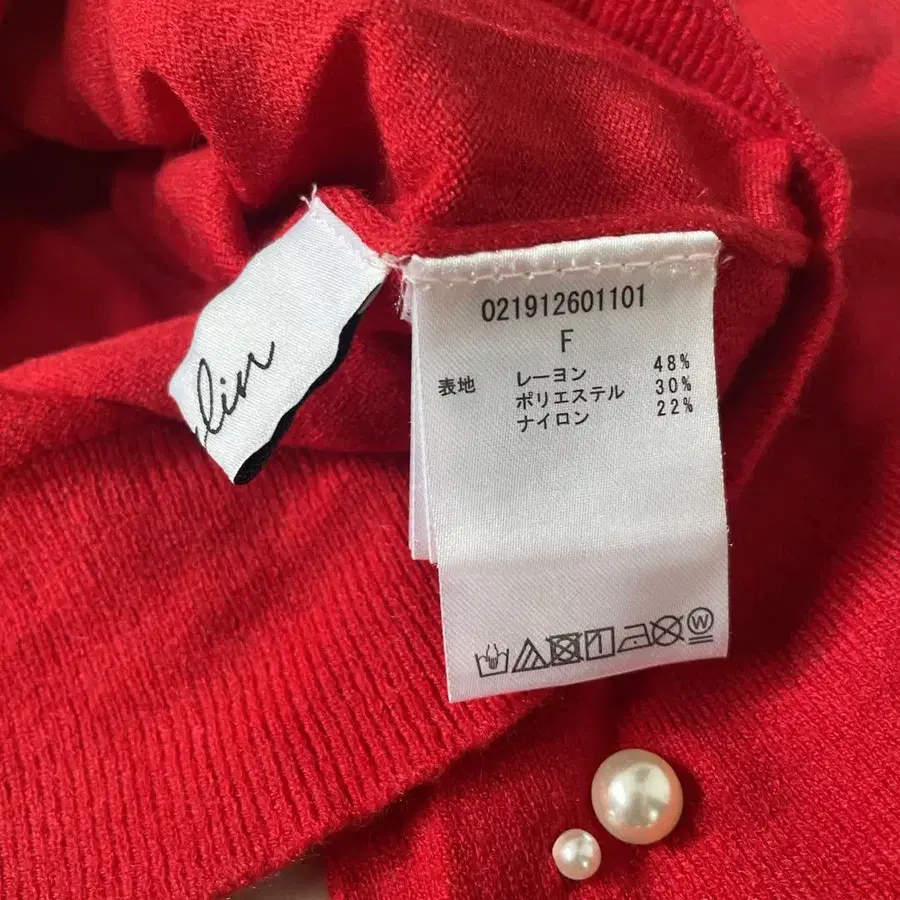 021912601101
F
表地 レーヨン 48%
ポリエステル 30%
ナイロン 22%
W